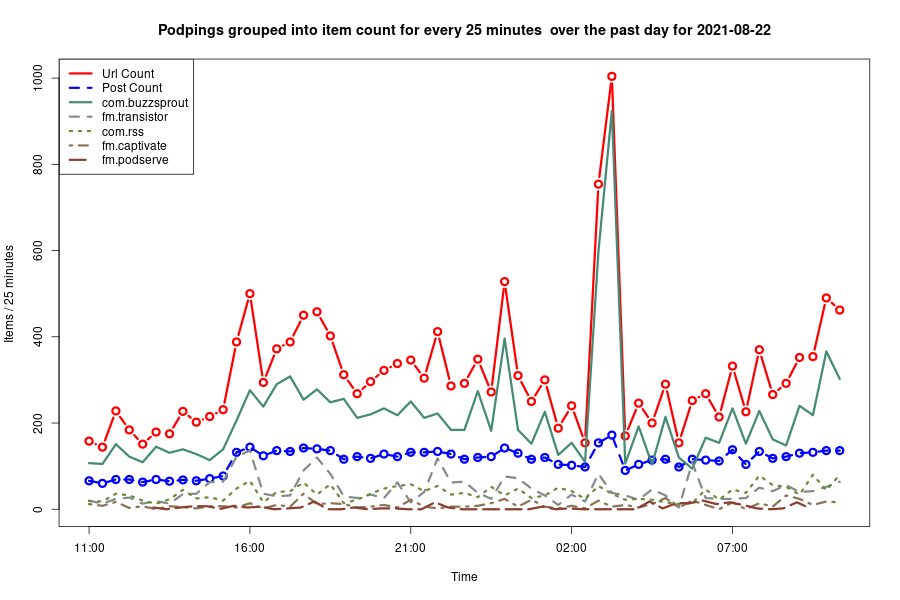 Podpings grouped into item count for every 25 minutes  over the past day for 2021-08-22
Url Count
Post Count
com.buzzsprout
fm.transistor
com.rss
fm.captivate
fm.podserve
Items / 25 minutes
1000
800
600
400
200
0
11:00 16:00 21:00 02:00 07:00
Time